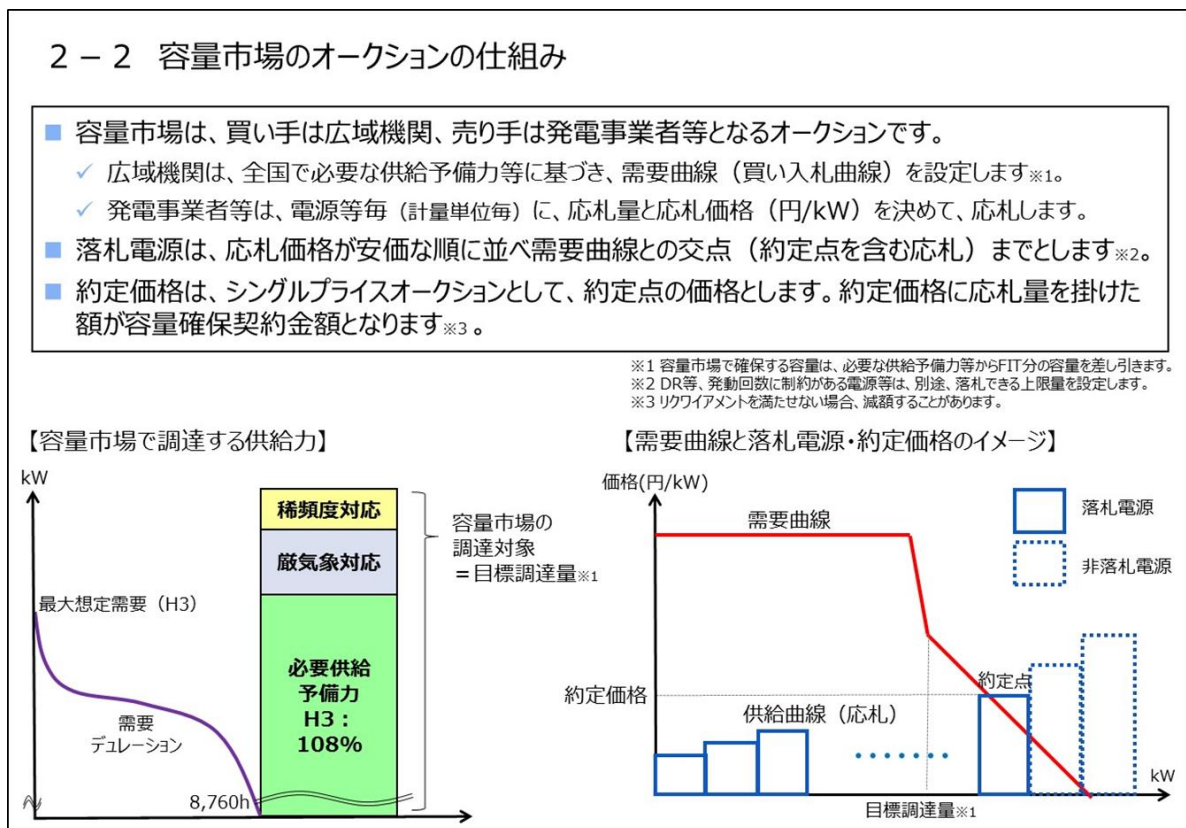 2-2 容量市場のオークションの仕組み
■ 容量市場は、買い手は広域機関、売り手は発電事業者等となるオークションです。
✓ 広域機関は、全国で必要な供給予備力等に基づき、需要曲線（買い入札曲線）を設定します※1。
✓ 発電事業者等は、電源等毎（計量単位毎）に、応札量と応札価格（円/kW）を決めて、応札します。
■ 落札電源は、応札価格が安価な順に並べ需要曲線との交点（約定点を含む応札）までとします※2。
■ 約定価格は、シングルプライスオークションとして、約定点の価格とします。約定価格に応札量を掛けた
額が容量確保契約金額となります※3 。
※1 容量市場で確保する容量は、必要な供給予備力等からFIT分の容量を差し引きます。
※2 DR等、発動回数に制約がある電源等は、別途、落札できる上限量を設定します。
※3 リクワイアメントを満たせない場合、減額することがあります。
【容量市場で調達する供給力】
kW
稀頻度対応
厳気象対応
容量市場の
調達対象
＝目標調達量※1
最大想定需要（H3）
必要供給
予備力
H3：
108%
需要
デュレーション
8,760h
【需要曲線と落札電源・約定価格のイメージ】
価格(円/kW)
需要曲線
落札電源
非落札電源
約定価格
約定点
供給曲線（応札）
kW
目標調達量※1